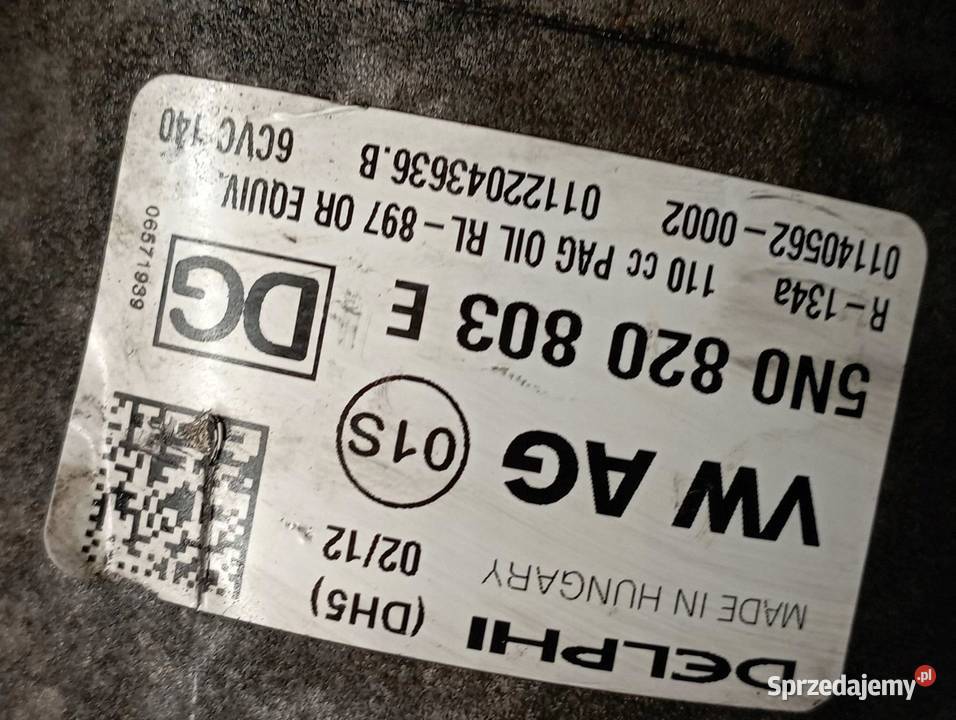 DELPHI (DH5)
MADE IN HUNGARY 02/12
VW AG 01S
5N0 820 803 E DG
R-134a 110 cc PAG OIL RL-897 OR EQUIV.
01140562-0002 01122043636.B 6CVC 140
06571939
Sprzedajemy.pl